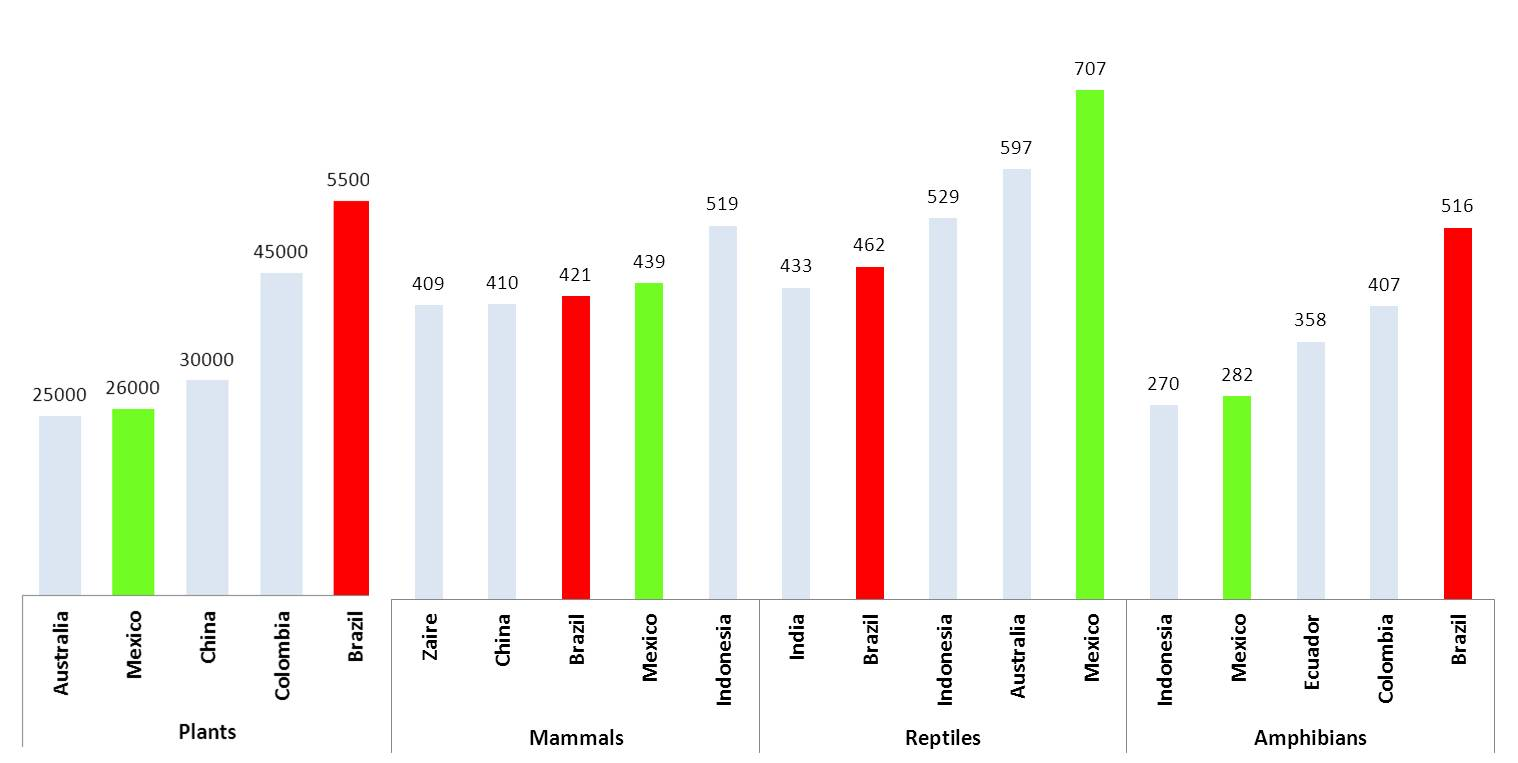 25000
26000
30000
45000
5500
409
410
421
439
519
433
462
529
597
707
270
282
358
407
516
Australia
Mexico
China
Colombia
Brazil
Zaire
China
Brazil
Mexico
Indonesia
India
Brazil
Indonesia
Australia
Mexico
Indonesia
Mexico
Ecuador
Colombia
Brazil
Plants
Mammals
Reptiles
Amphibians